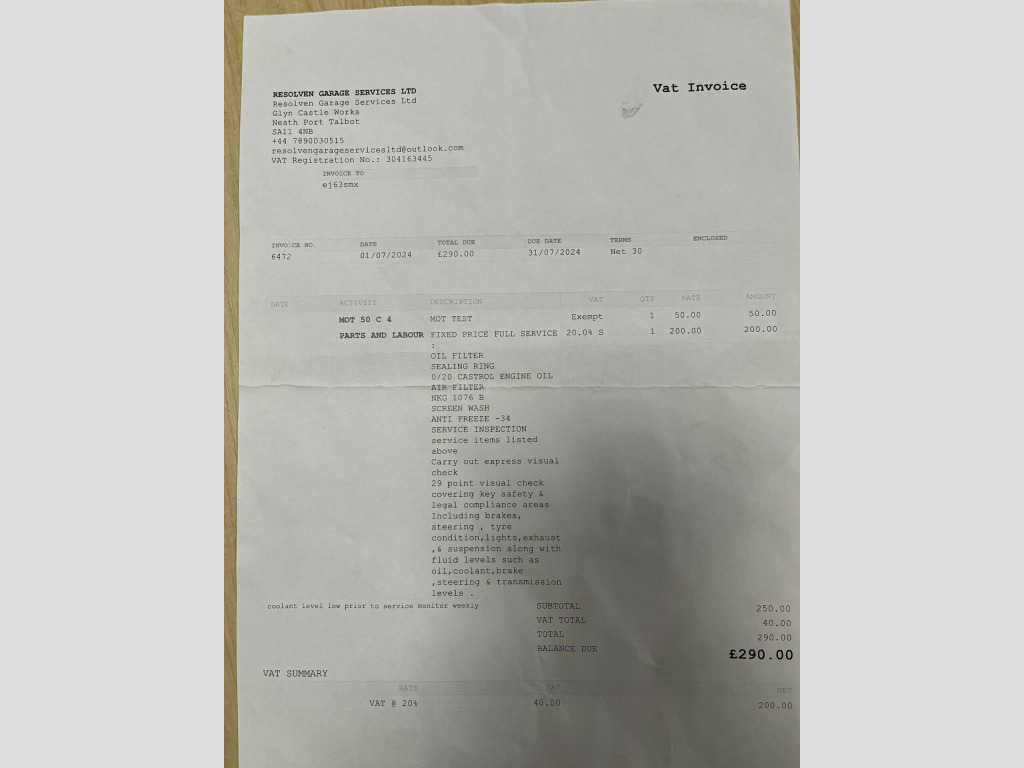 Vat Invoice
RESOLVEN GARAGE SERVICES LTD
Resolven Garage Services Ltd
Glyn Castle Works
Neath Port Talbot
SA11 4NB
+44 7890030515
resolvengarageservicesltd@outlook.com
VAT Registration No.: 304163445
INVOICE TO
ej63smx
INVOICE NO. DATE TOTAL DUE DUE DATE TERMS ENCLOSED
6472 01/07/2024 £290.00 31/07/2024 Net 30
DATE ACTIVITY DESCRIPTION VAT QTY RATE AMOUNT
MOT 50 C 4 MOT TEST Exempt 1 50.00 50.00
PARTS AND LABOUR FIXED PRICE FULL SERVICE 20.0% S 1 200.00 200.00
:
OIL FILTER
SEALING RING
0/20 CASTROL ENGINE OIL
AIR FILTER
NKG 1076 B
SCREEN WASH
ANTI FREEZE -34
SERVICE INSPECTION
service items listed
above
Carry out express visual
check
29 point visual check
covering key safety &
legal compliance areas
Including brakes,
steering , tyre
condition,lights,exhaust
,& suspension along with
fluid levels such as
oil,coolant,brake
,steering & transmission
levels .
coolant level low prior to service monitor weekly
SUBTOTAL 250.00
VAT TOTAL 40.00
TOTAL 290.00
BALANCE DUE £290.00
VAT SUMMARY
RATE VAT NET
VAT @ 20% 40.00 200.00